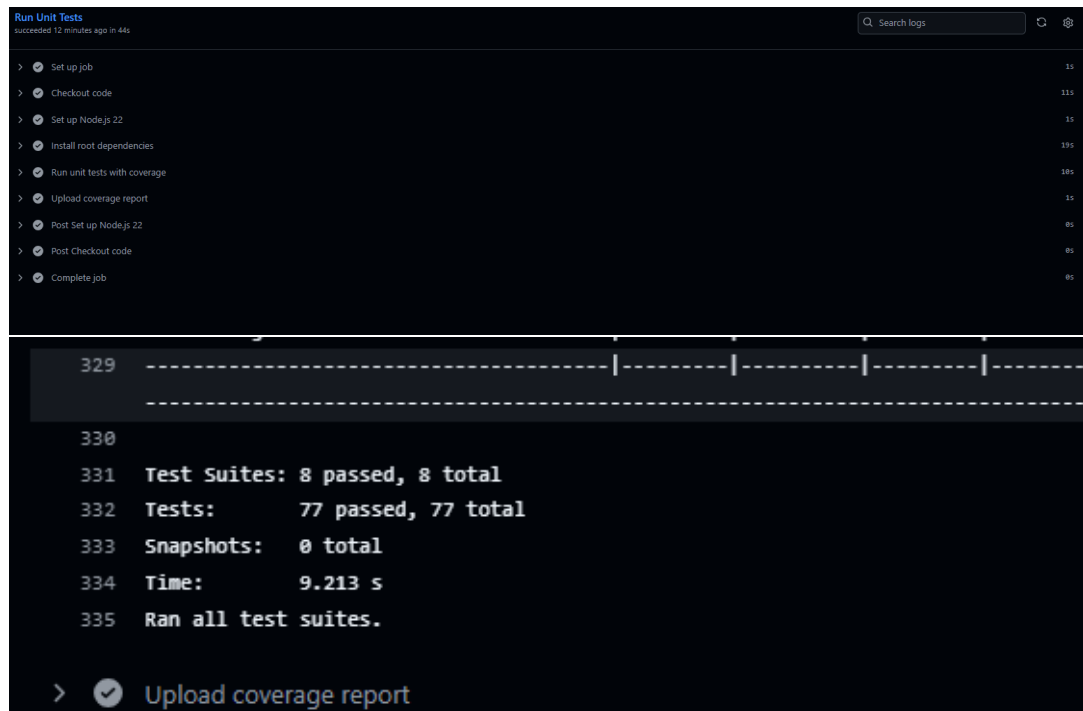 Run Unit Tests
succeeded 12 minutes ago in 44s
Search logs
Set up job 1s
Checkout code 11s
Set up Node.js 22 1s
Install root dependencies 19s
Run unit tests with coverage 10s
Upload coverage report 1s
Post Set up Node.js 22 0s
Post Checkout code 0s
Complete job 0s
329 ---------------------------------------|---------|----------|---------|--------
--------------------------------------------------------------------------------
330
331 Test Suites: 8 passed, 8 total
332 Tests: 77 passed, 77 total
333 Snapshots: 0 total
334 Time: 9.213 s
335 Ran all test suites.
Upload coverage report